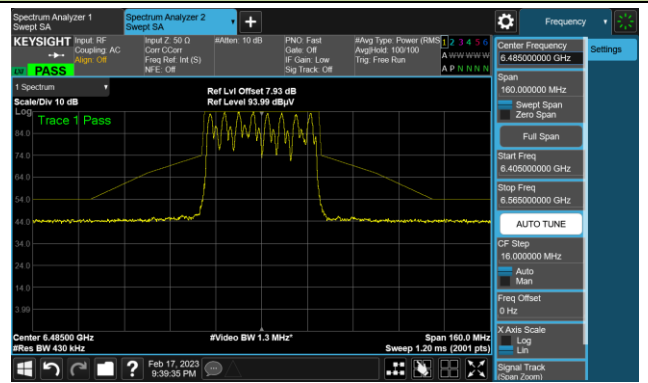 Spectrum Analyzer 1
Swept SA
Spectrum Analyzer 2
Swept SA
Frequency
KEYSIGHT
Input: RF
Coupling: AC
Align: Off
Input Z: 50 Ω
Corr CCorr
Freq Ref: Int (S)
NFE: Off
#Atten: 10 dB
PNO: Fast
Gate: Off
IF Gain: Low
Sig Track: Off
#Avg Type: Power (RMS)
Avg|Hold: 100/100
Trig: Free Run
1 2 3 4 5 6
A W W W W W
A P N N N N
PASS
1 Spectrum
Scale/Div 10 dB
Ref Lvl Offset 7.93 dB
Ref Level 93.99 dBµV
Log
Trace 1 Pass
84.0
74.0
64.0
54.0
44.0
34.0
24.0
14.0
3.99
Center 6.48500 GHz
#Res BW 430 kHz
#Video BW 1.3 MHz*
Span 160.0 MHz
Sweep 1.20 ms (2001 pts)
Center Frequency
6.485000000 GHz
Settings
Span
160.000000 MHz
Swept Span
Zero Span
Full Span
Start Freq
6.405000000 GHz
Stop Freq
6.565000000 GHz
AUTO TUNE
CF Step
16.000000 MHz
Auto
Man
Freq Offset
0 Hz
X Axis Scale
Log
Lin
Signal Track
(Span Zoom)
?
Feb 17, 2023
9:39:35 PM